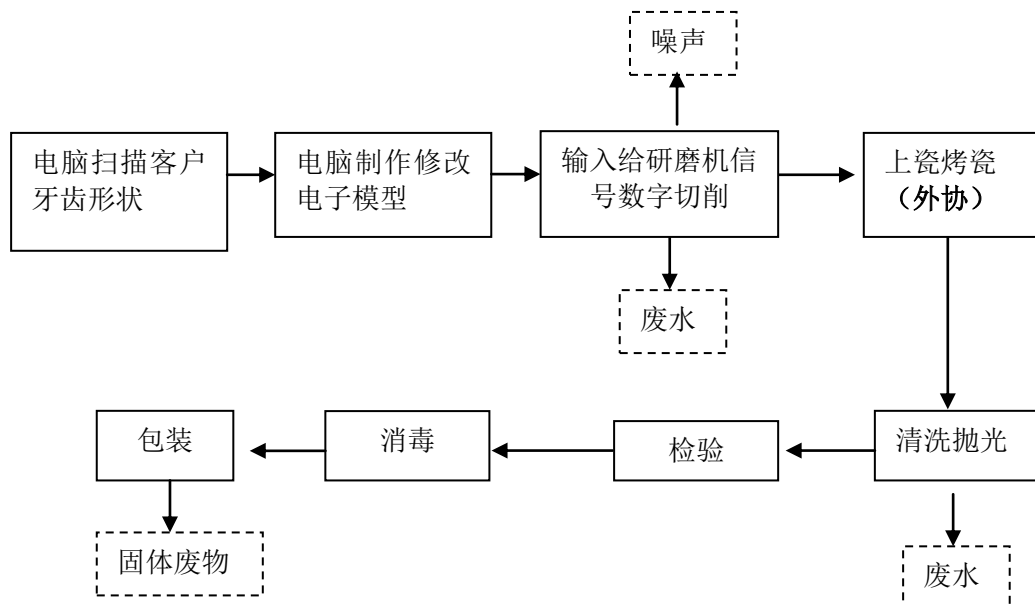 噪声
电脑扫描客户
牙齿形状
电脑制作修改
电子模型
输入给研磨机信
号数字切削
上瓷烤瓷
（外协）
废水
包装
消毒
检验
清洗抛光
固体废物
废水